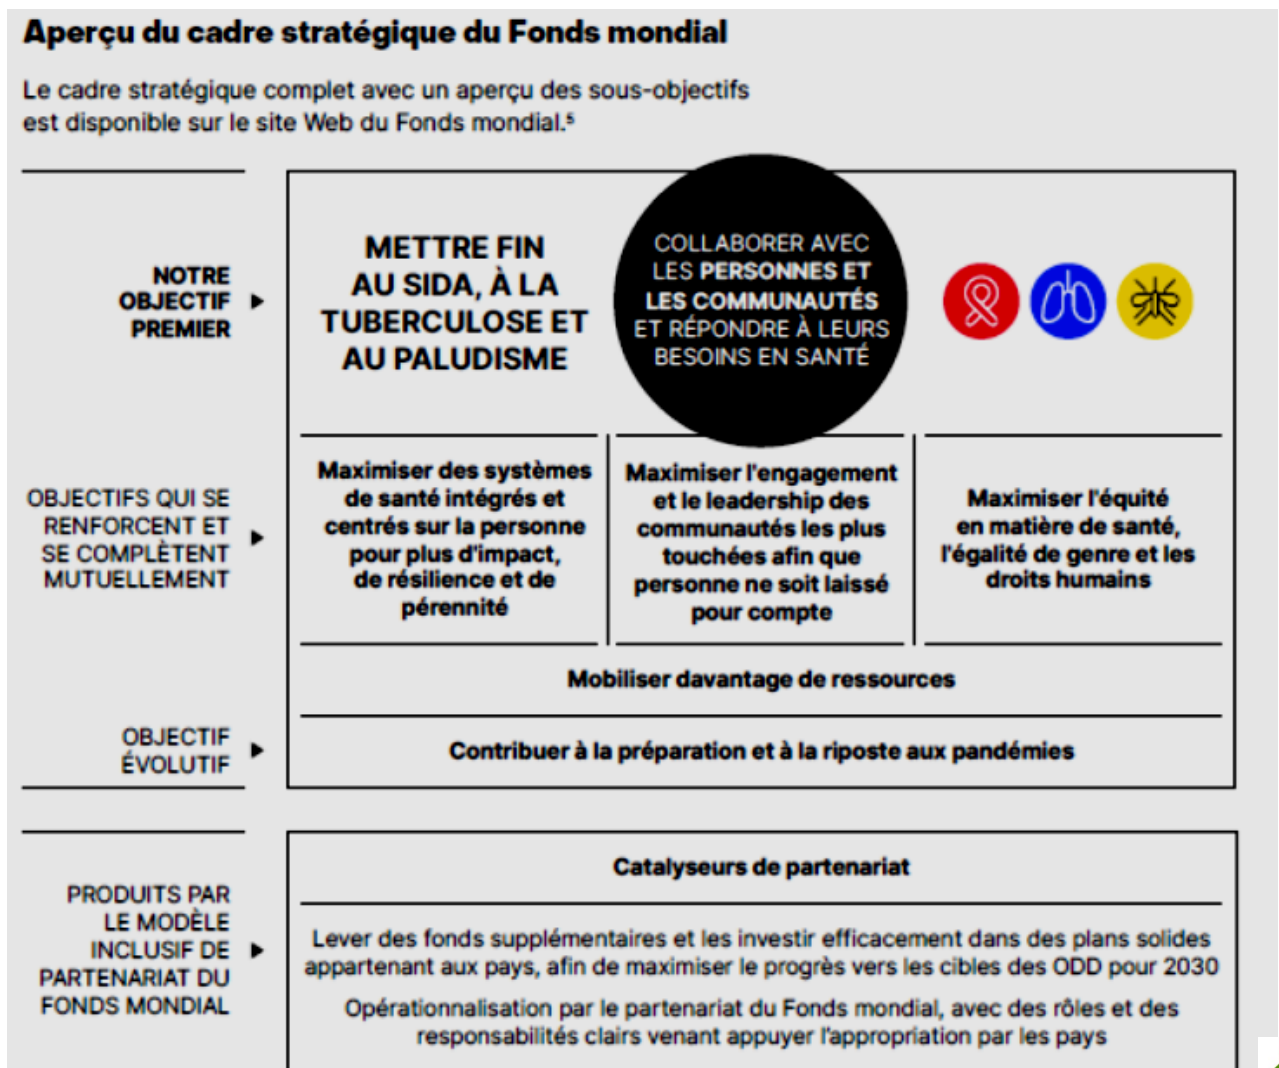 Aperçu du cadre stratégique du Fonds mondial
Le cadre stratégique complet avec un aperçu des sous-objectifs
est disponible sur le site Web du Fonds mondial.⁵
NOTRE
OBJECTIF
PREMIER
METTRE FIN
AU SIDA, À LA
TUBERCULOSE ET
AU PALUDISME
COLLABORER AVEC
LES PERSONNES ET
LES COMMUNAUTÉS
ET RÉPONDRE À LEURS
BESOINS EN SANTÉ
OBJECTIFS QUI SE
RENFORCENT ET
SE COMPLÈTENT
MUTUELLEMENT
Maximiser des systèmes
de santé intégrés et
centrés sur la personne
pour plus d'impact,
de résilience et de
pérennité
Maximiser l'engagement
et le leadership des
communautés les plus
touchées afin que
personne ne soit laissé
pour compte
Maximiser l'équité
en matière de santé,
l'égalité de genre et les
droits humains
Mobiliser davantage de ressources
OBJECTIF
ÉVOLUTIF
Contribuer à la préparation et à la riposte aux pandémies
PRODUITS PAR
LE MODÈLE
INCLUSIF DE
PARTENARIAT DU
FONDS MONDIAL
Catalyseurs de partenariat
Lever des fonds supplémentaires et les investir efficacement dans des plans solides
appartenant aux pays, afin de maximiser le progrès vers les cibles des ODD pour 2030
Opérationnalisation par le partenariat du Fonds mondial, avec des rôles et des
responsabilités clairs venant appuyer l'appropriation par les pays